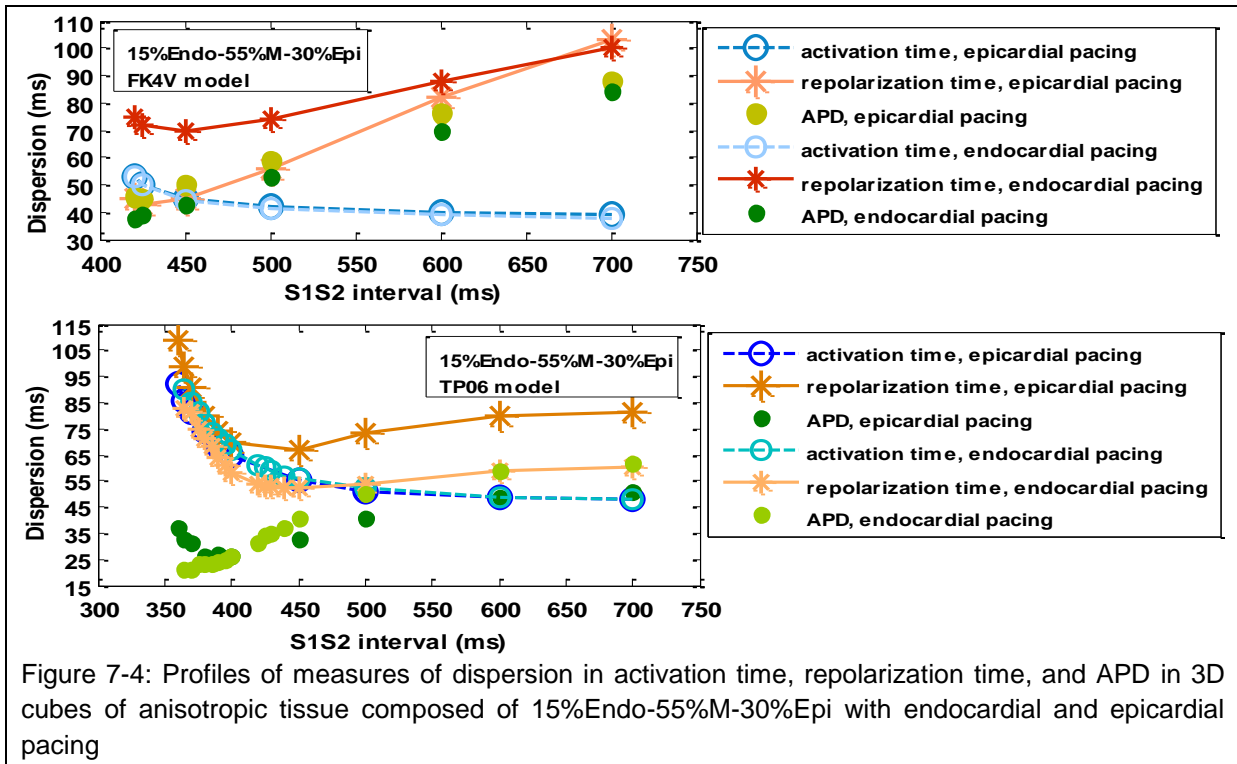 110
100
90
80
70
60
50
40
30
Dispersion (ms)
15%Endo-55%M-30%Epi
FK4V model
400 450 500 550 600 650 700 750
S1S2 interval (ms)
activation time, epicardial pacing
repolarization time, epicardial pacing
APD, epicardial pacing
activation time, endocardial pacing
repolarization time, endocardial pacing
APD, endocardial pacing
115
105
95
85
75
65
55
45
35
25
15
Dispersion (ms)
15%Endo-55%M-30%Epi
TP06 model
300 350 400 450 500 550 600 650 700 750
S1S2 interval (ms)
activation time, epicardial pacing
repolarization time, epicardial pacing
APD, epicardial pacing
activation time, endocardial pacing
repolarization time, endocardial pacing
APD, endocardial pacing
Figure 7-4: Profiles of measures of dispersion in activation time, repolarization time, and APD in 3D
cubes of anisotropic tissue composed of 15%Endo-55%M-30%Epi with endocardial and epicardial
pacing